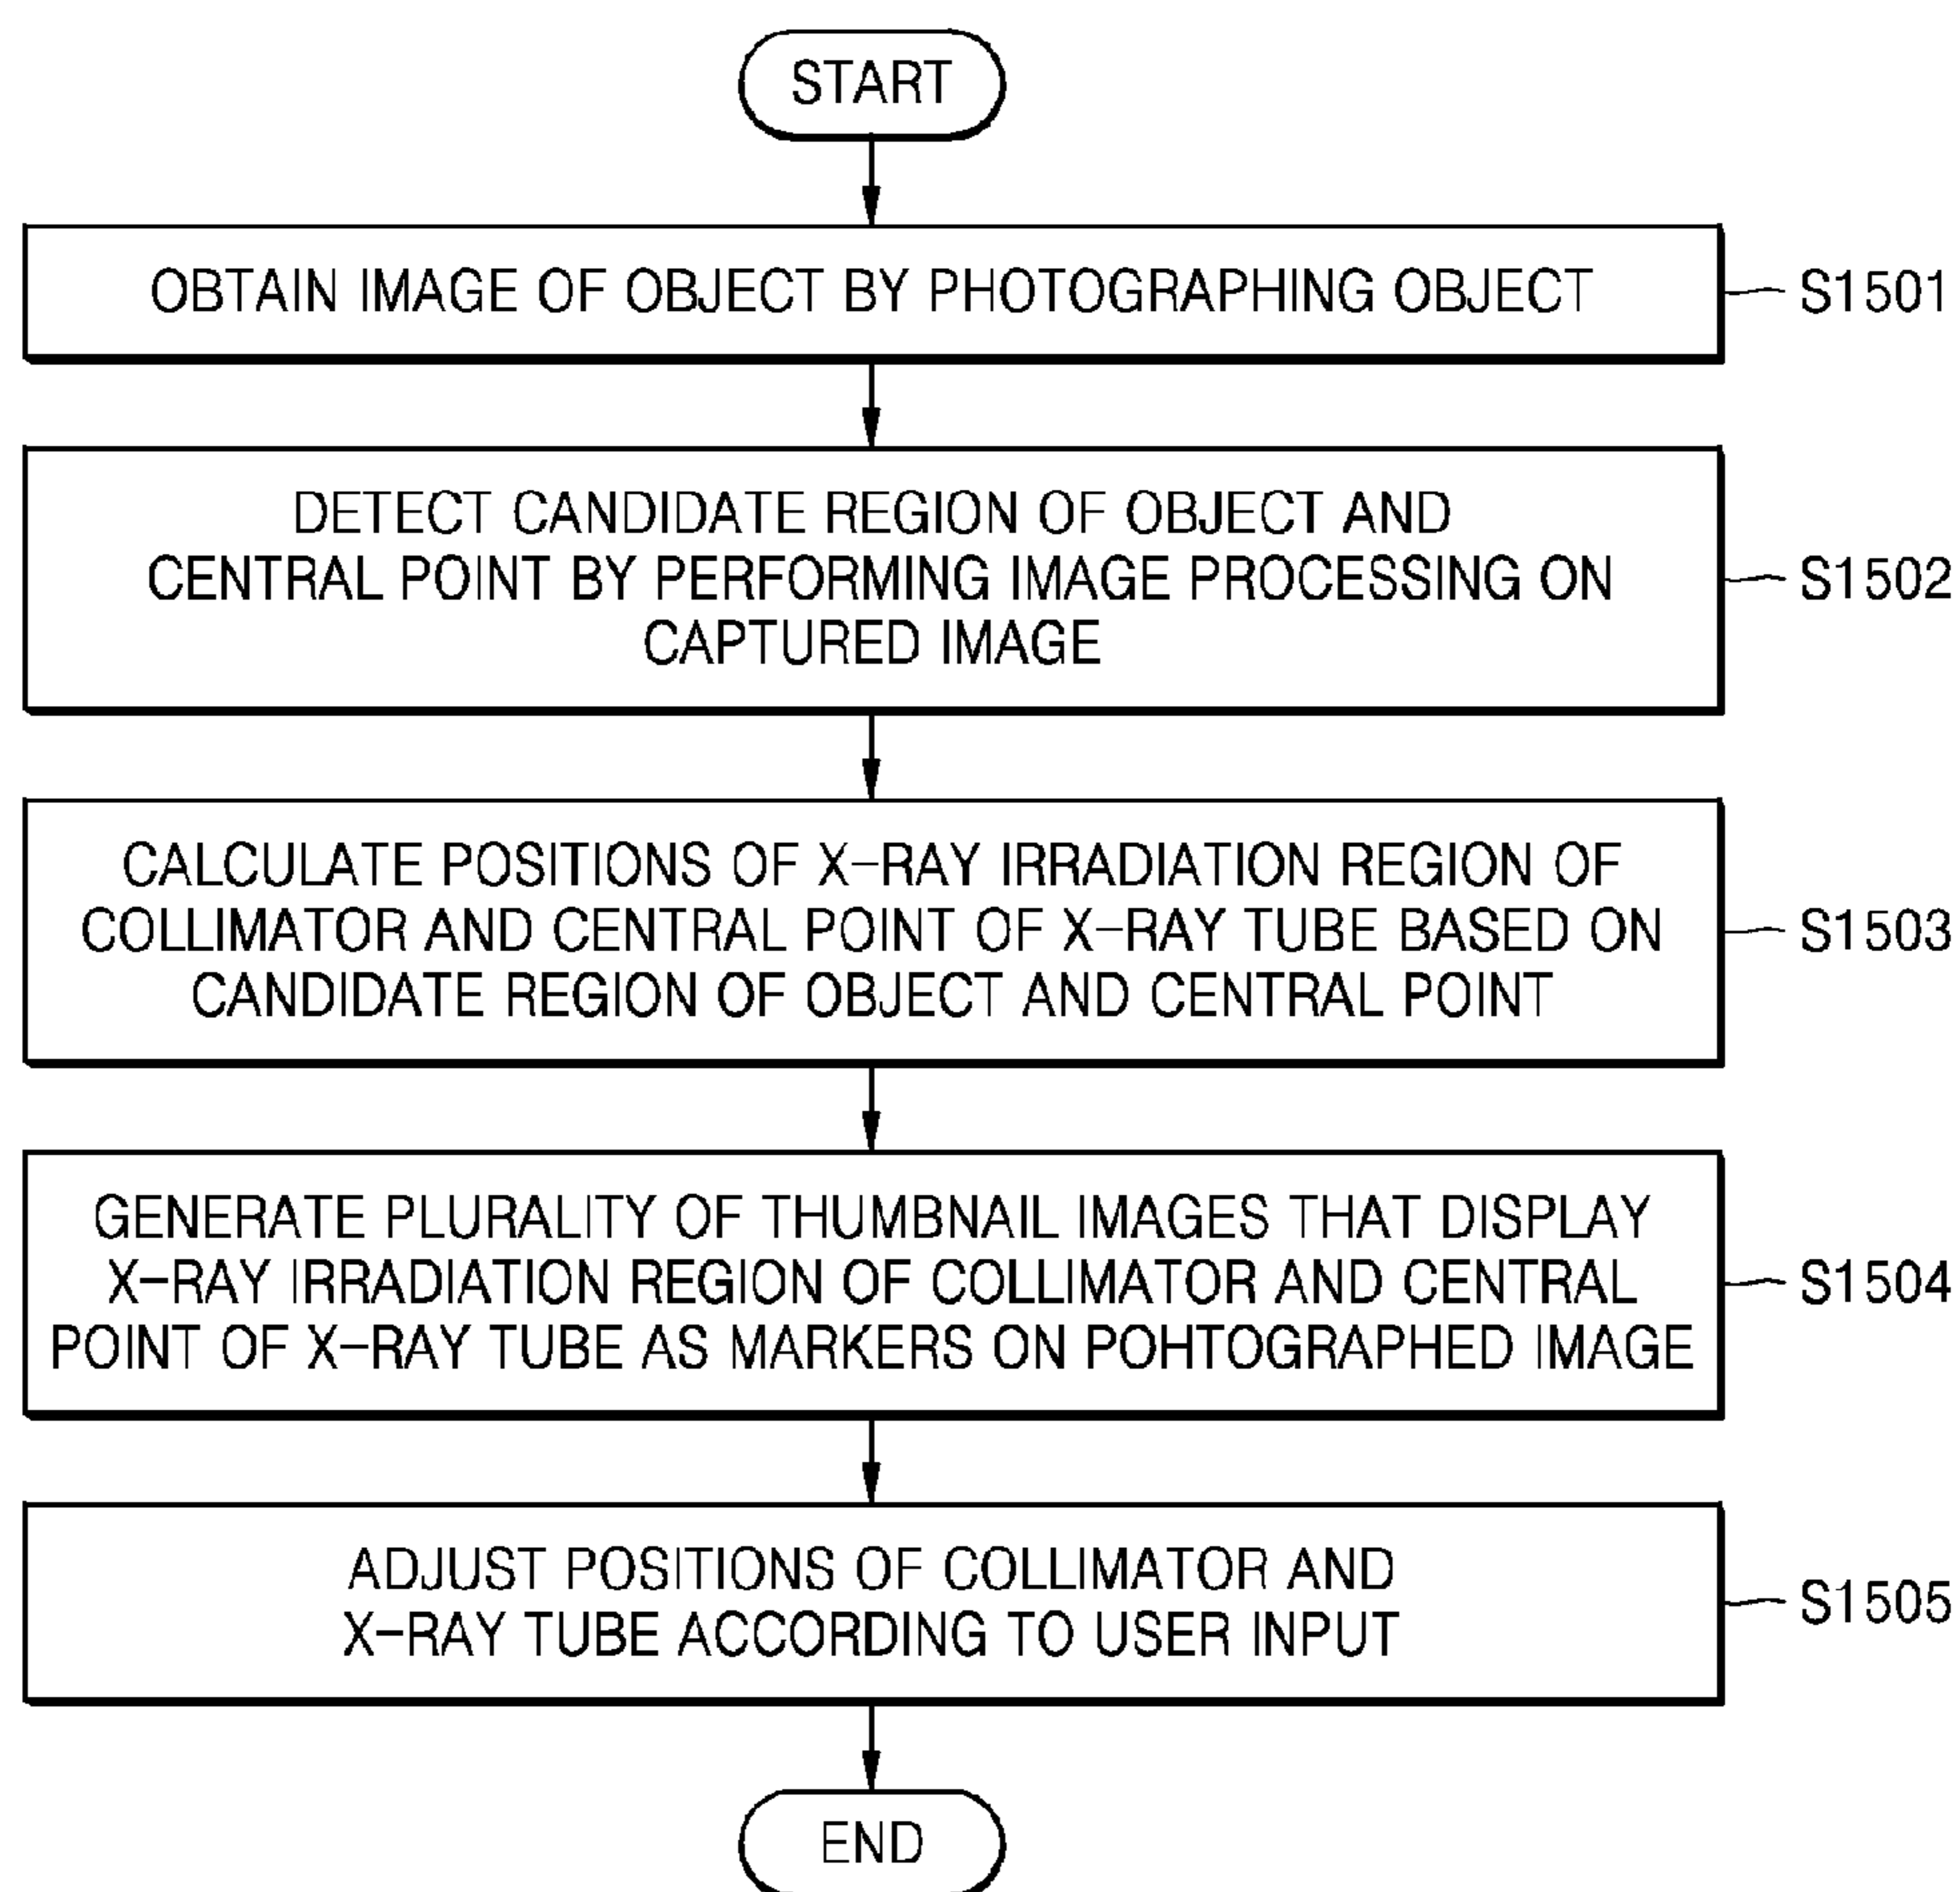 START
OBTAIN IMAGE OF OBJECT BY PHOTOGRAPHING OBJECT
S1501
DETECT CANDIDATE REGION OF OBJECT AND
CENTRAL POINT BY PERFORMING IMAGE PROCESSING ON
CAPTURED IMAGE
S1502
CALCULATE POSITIONS OF X-RAY IRRADIATION REGION OF
COLLIMATOR AND CENTRAL POINT OF X-RAY TUBE BASED ON
CANDIDATE REGION OF OBJECT AND CENTRAL POINT
S1503
GENERATE PLURALITY OF THUMBNAIL IMAGES THAT DISPLAY
X-RAY IRRADIATION REGION OF COLLIMATOR AND CENTRAL
POINT OF X-RAY TUBE AS MARKERS ON POHTOGRAPHED IMAGE
S1504
ADJUST POSITIONS OF COLLIMATOR AND
X-RAY TUBE ACCORDING TO USER INPUT
S1505
END